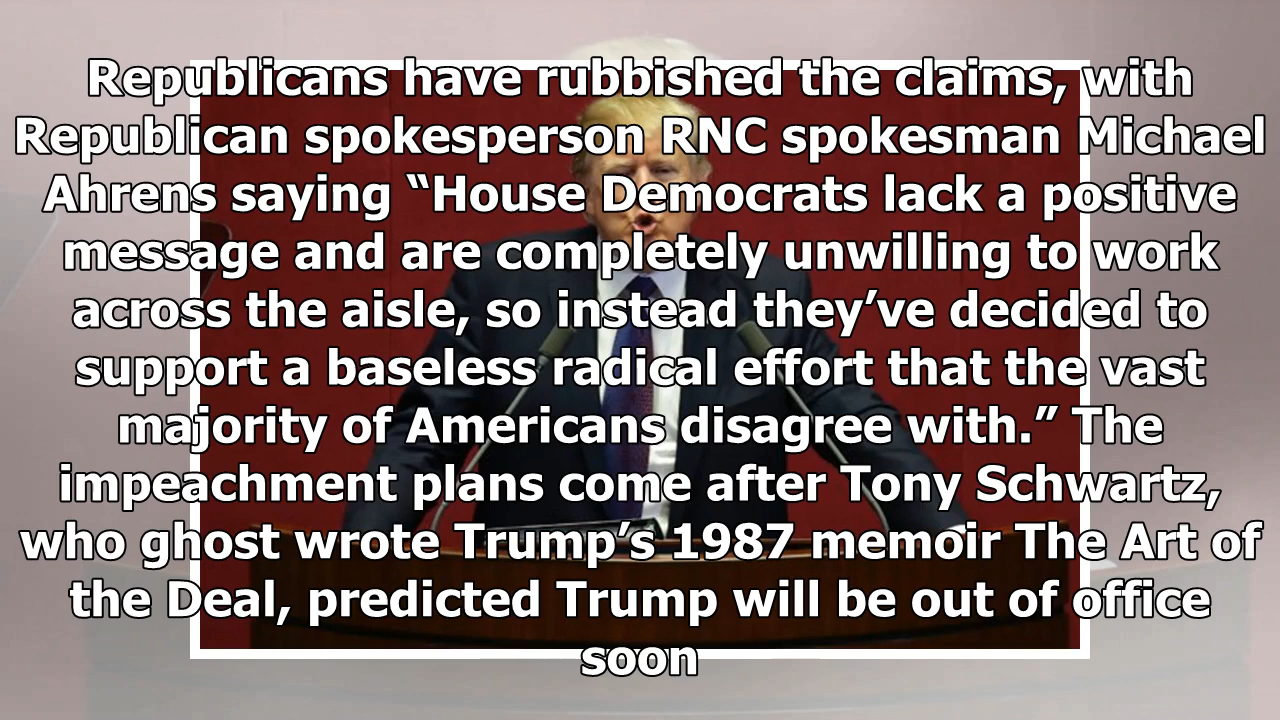 Republicans have rubbished the claims, with
Republican spokesperson RNC spokesman Michael
Ahrens saying “House Democrats lack a positive
message and are completely unwilling to work
across the aisle, so instead they’ve decided to
support a baseless radical effort that the vast
majority of Americans disagree with.” The
impeachment plans come after Tony Schwartz,
who ghost wrote Trump’s 1987 memoir The Art of
the Deal, predicted Trump will be out of office
soon